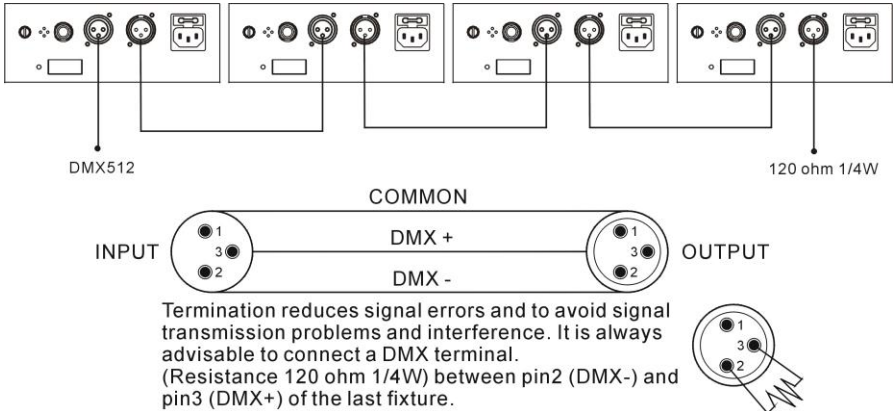 DMX512
120 ohm 1/4W
COMMON
INPUT
1
3
2
DMX +
DMX -
1
3
2
OUTPUT
Termination reduces signal errors and to avoid signal
transmission problems and interference. It is always
advisable to connect a DMX terminal.
(Resistance 120 ohm 1/4W) between pin2 (DMX-) and
pin3 (DMX+) of the last fixture.
1
3
2